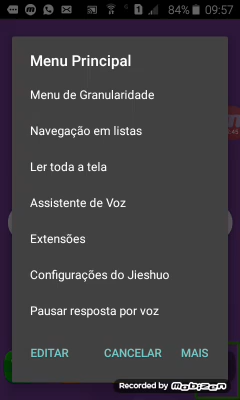 84% 09:57
Menu Principal
Menu de Granularidade
Navegação em listas
Ler toda a tela
Assistente de Voz
Extensões
Configurações do Jieshuo
Pausar resposta por voz
EDITAR CANCELAR MAIS
Recorded by Mobizen